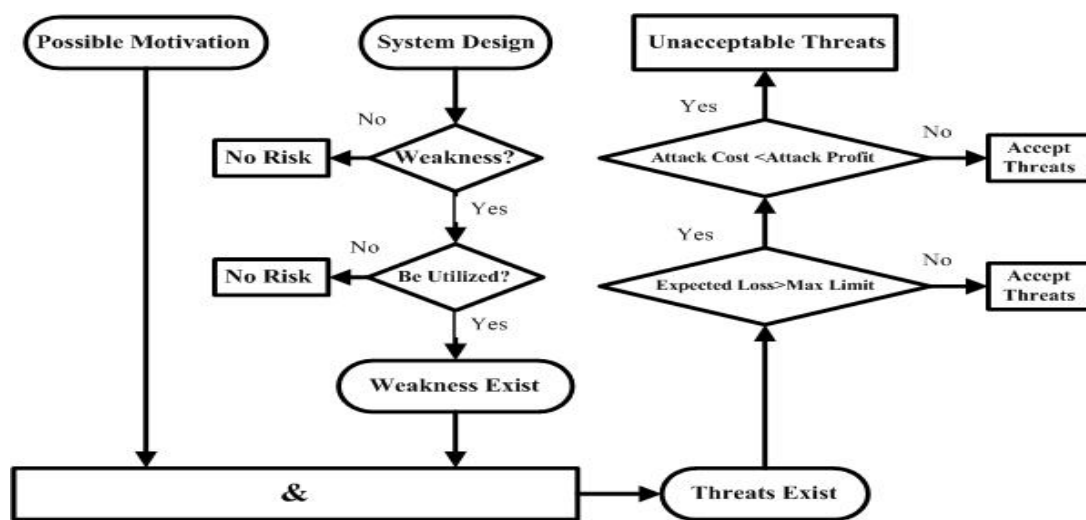 Possible Motivation
System Design
Unacceptable Threats
No
Yes
No Risk
Weakness?
Attack Cost <Attack Profit
No
Accept
Threats
Yes
Yes
No Risk
No
Be Utilized?
Expected Loss>Max Limit
No
Accept
Threats
Yes
Weakness Exist
&
Threats Exist